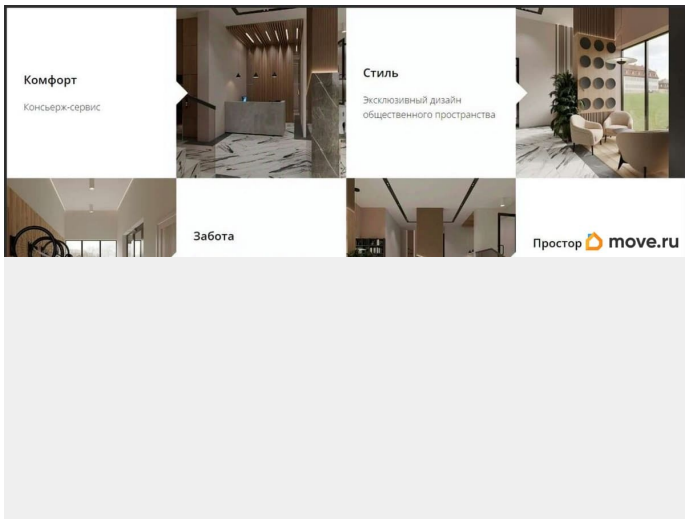 Комфорт
Консьерж-сервис
Стиль
Эксклюзивный дизайн
общественного пространства
Забота
Простор
move.ru